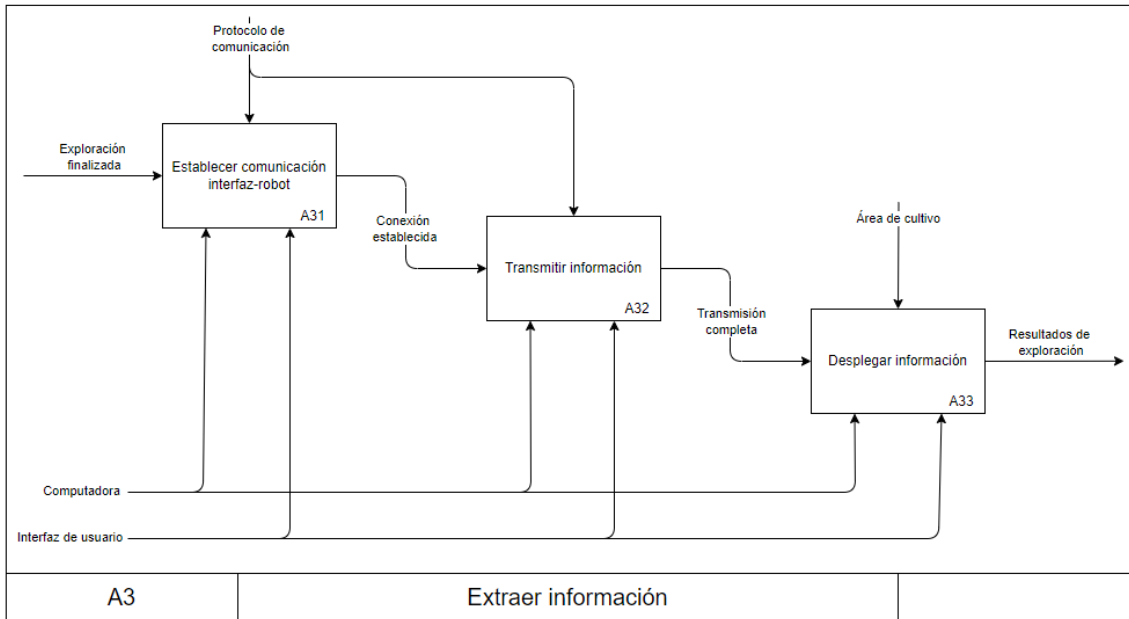 Protocolo de
comunicación
Exploración
finalizada
Establecer comunicación
interfaz-robot
A31
Conexión
establecida
Transmitir información
A32
Área de cultivo
Transmisión
completa
Desplegar información
A33
Resultados de
exploración
Computadora
Interfaz de usuario
A3
Extraer información